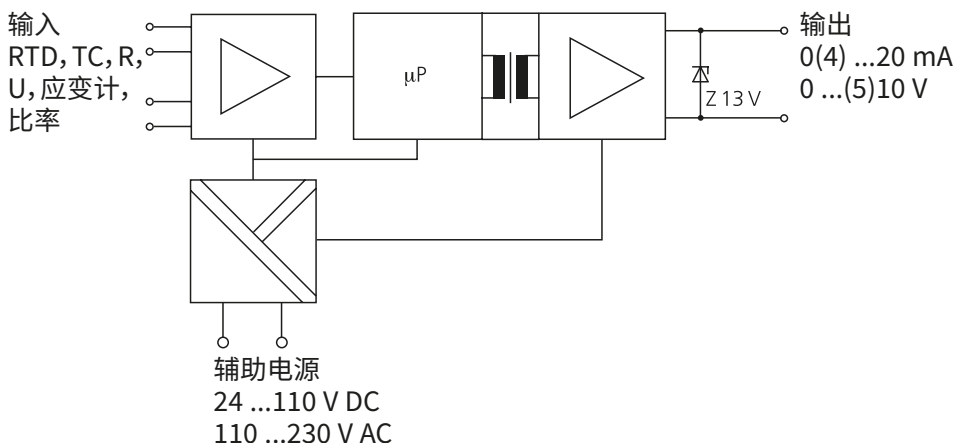 输入
RTD，TC，R，
U，应变计，
比率
μP
Z 13 V
输出
0(4) ...20 mA
0 ...(5)10 V
辅助电源
24 ...110 V DC
110 ...230 V AC